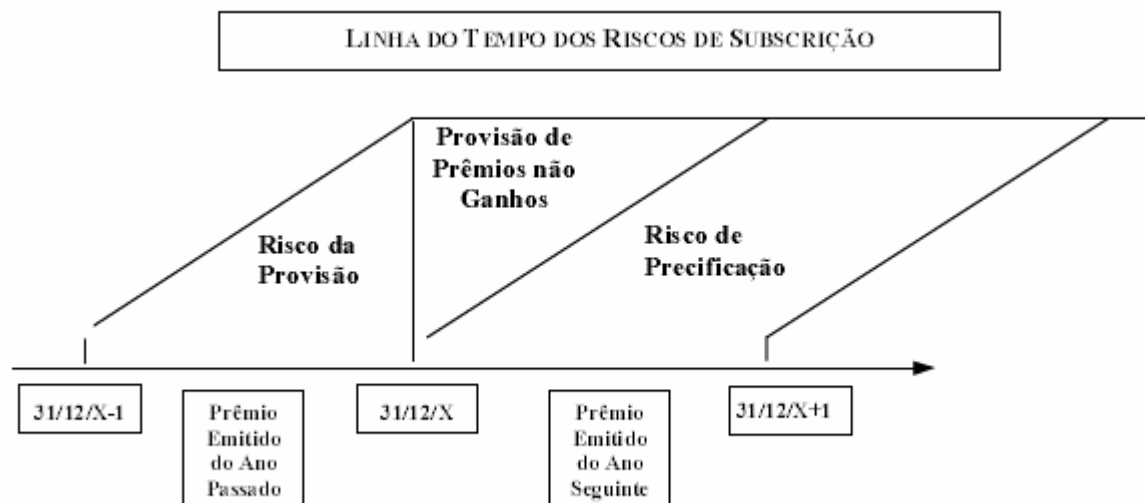 LINHA DO TEMPO DOS RISCOS DE SUBSCRIÇÃO
Provisão de
Prêmios não
Ganhos
Risco da
Provisão
Risco de
Precificação
31/12/X-1
Prêmio
Emitido
do Ano
Passado
31/12/X
Prêmio
Emitido
do Ano
Seguinte
31/12/X+1